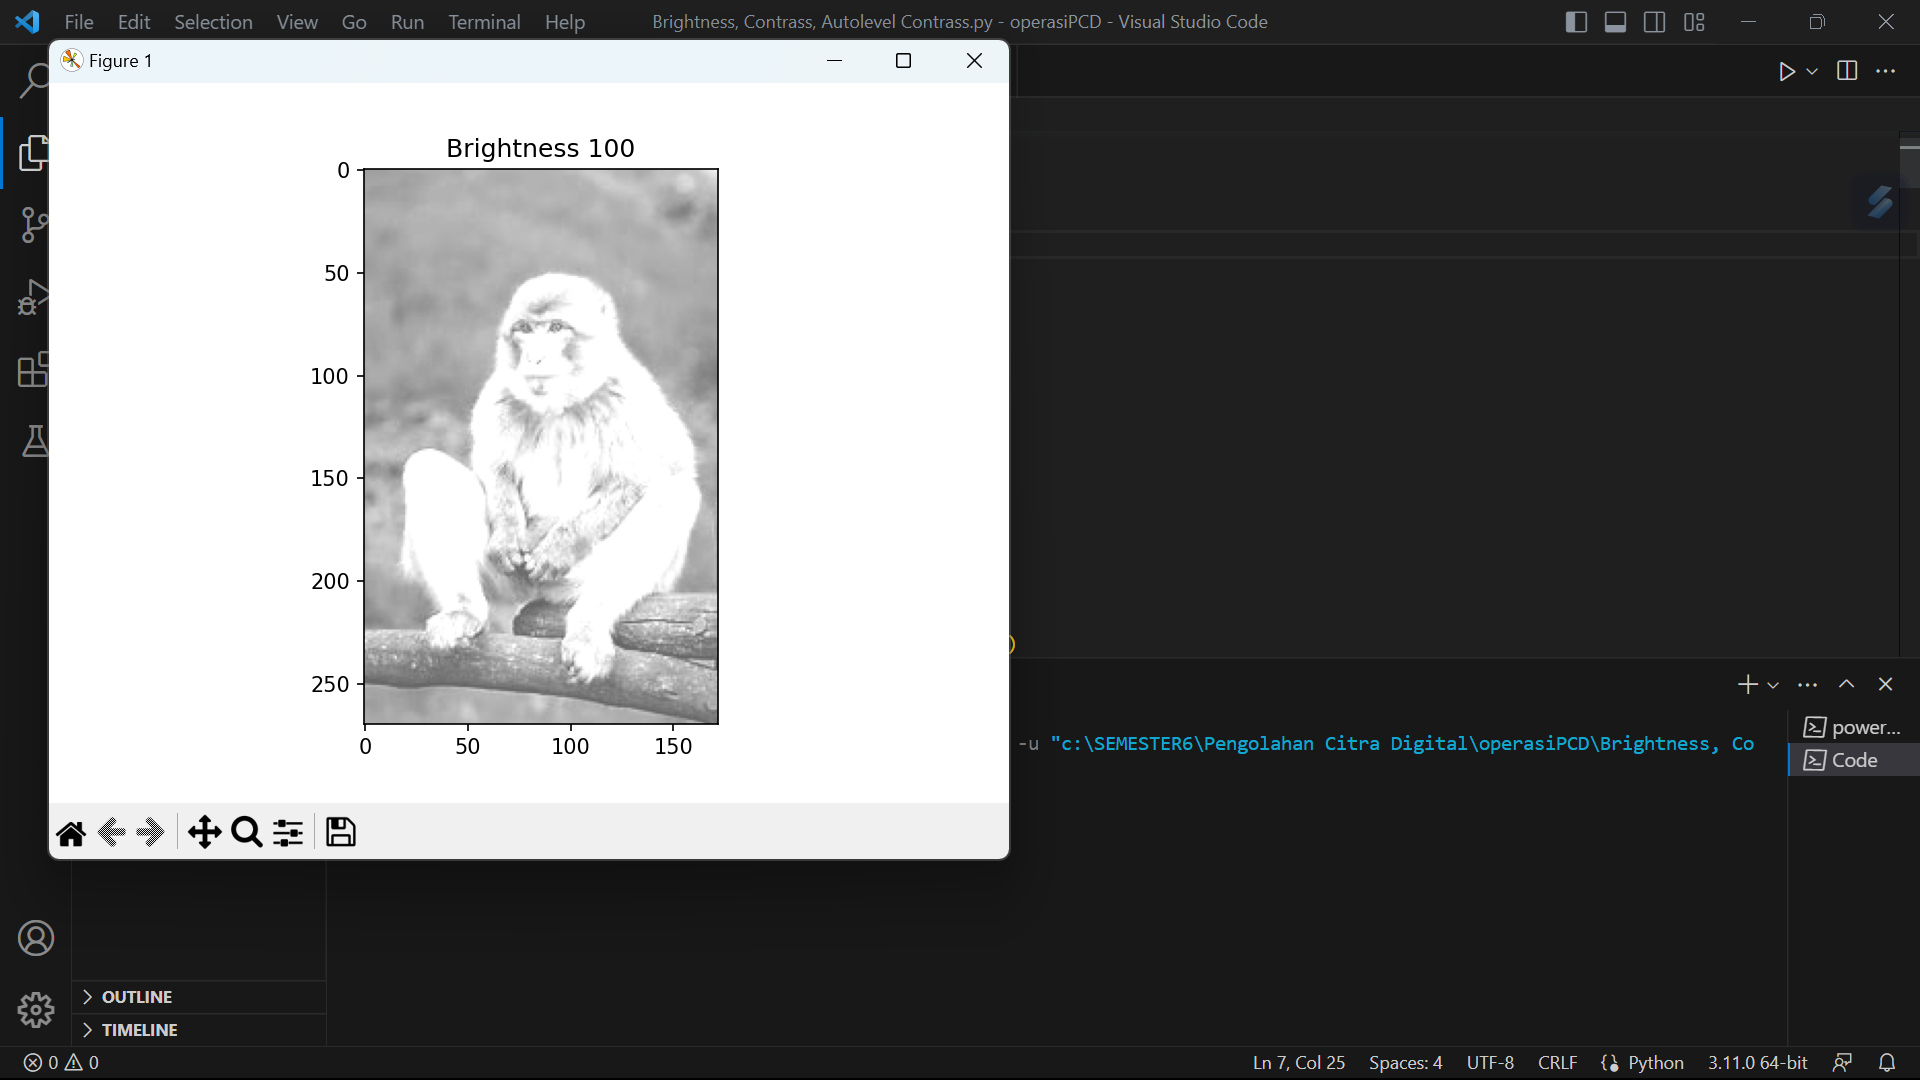 File Edit Selection View Go Run Terminal Help Brightness, Contrass, Autolevel Contrass.py - operasiPCD - Visual Studio Code
Figure 1
Brightness 100
0
50
100
150
200
250
0 50 100 150
)
-u "c:\SEMESTER6\Pengolahan Citra Digital\operasiPCD\Brightness, Co
power...
Code
OUTLINE
TIMELINE
0 0 Ln 7, Col 25 Spaces: 4 UTF-8 CRLF Python 3.11.0 64-bit